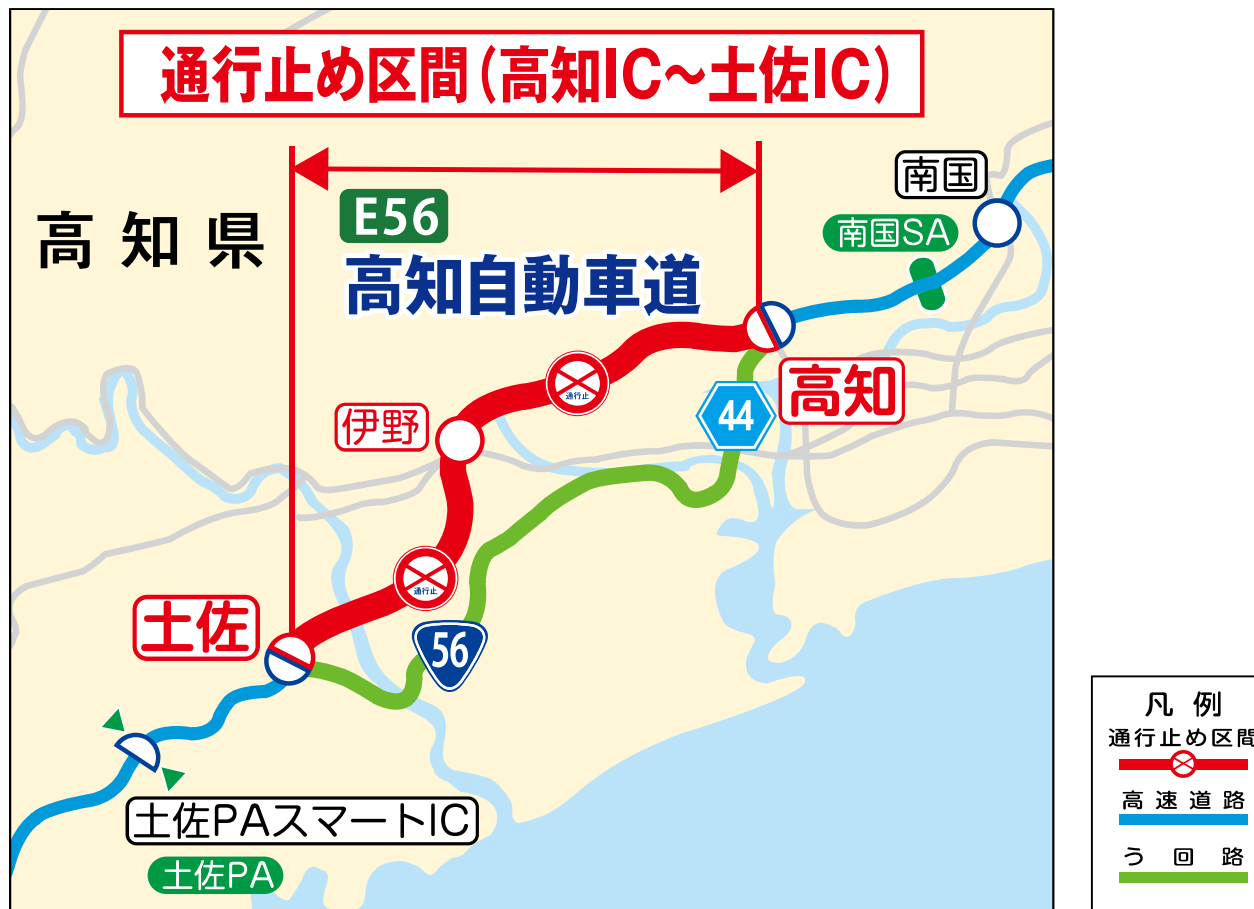 通行止め区間(高知IC～土佐IC)
高知県
E56
高知自動車道
南国
南国SA
高知
44
伊野
通行止
通行止
土佐
56
土佐PAスマートIC
土佐PA
凡例
通行止め区間
高速道路
う回路